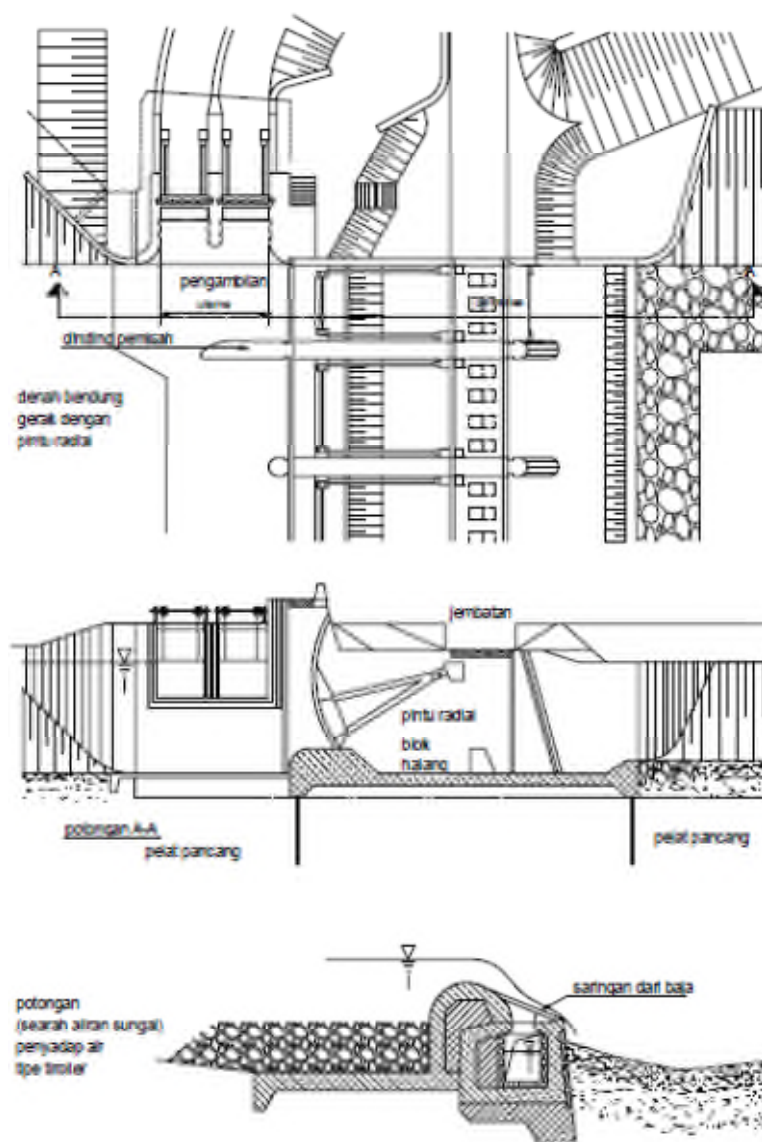 A
A
pengambilan
dinding pemisah
denah bendung
gerak dengan
pintu radial
jembatan
pintu radial
blok
halang
potongan A-A
pelat pancang
pelat pancang
saringan dari baja
potongan
(searah aliran sungai)
penyadap air
tipe tiroller